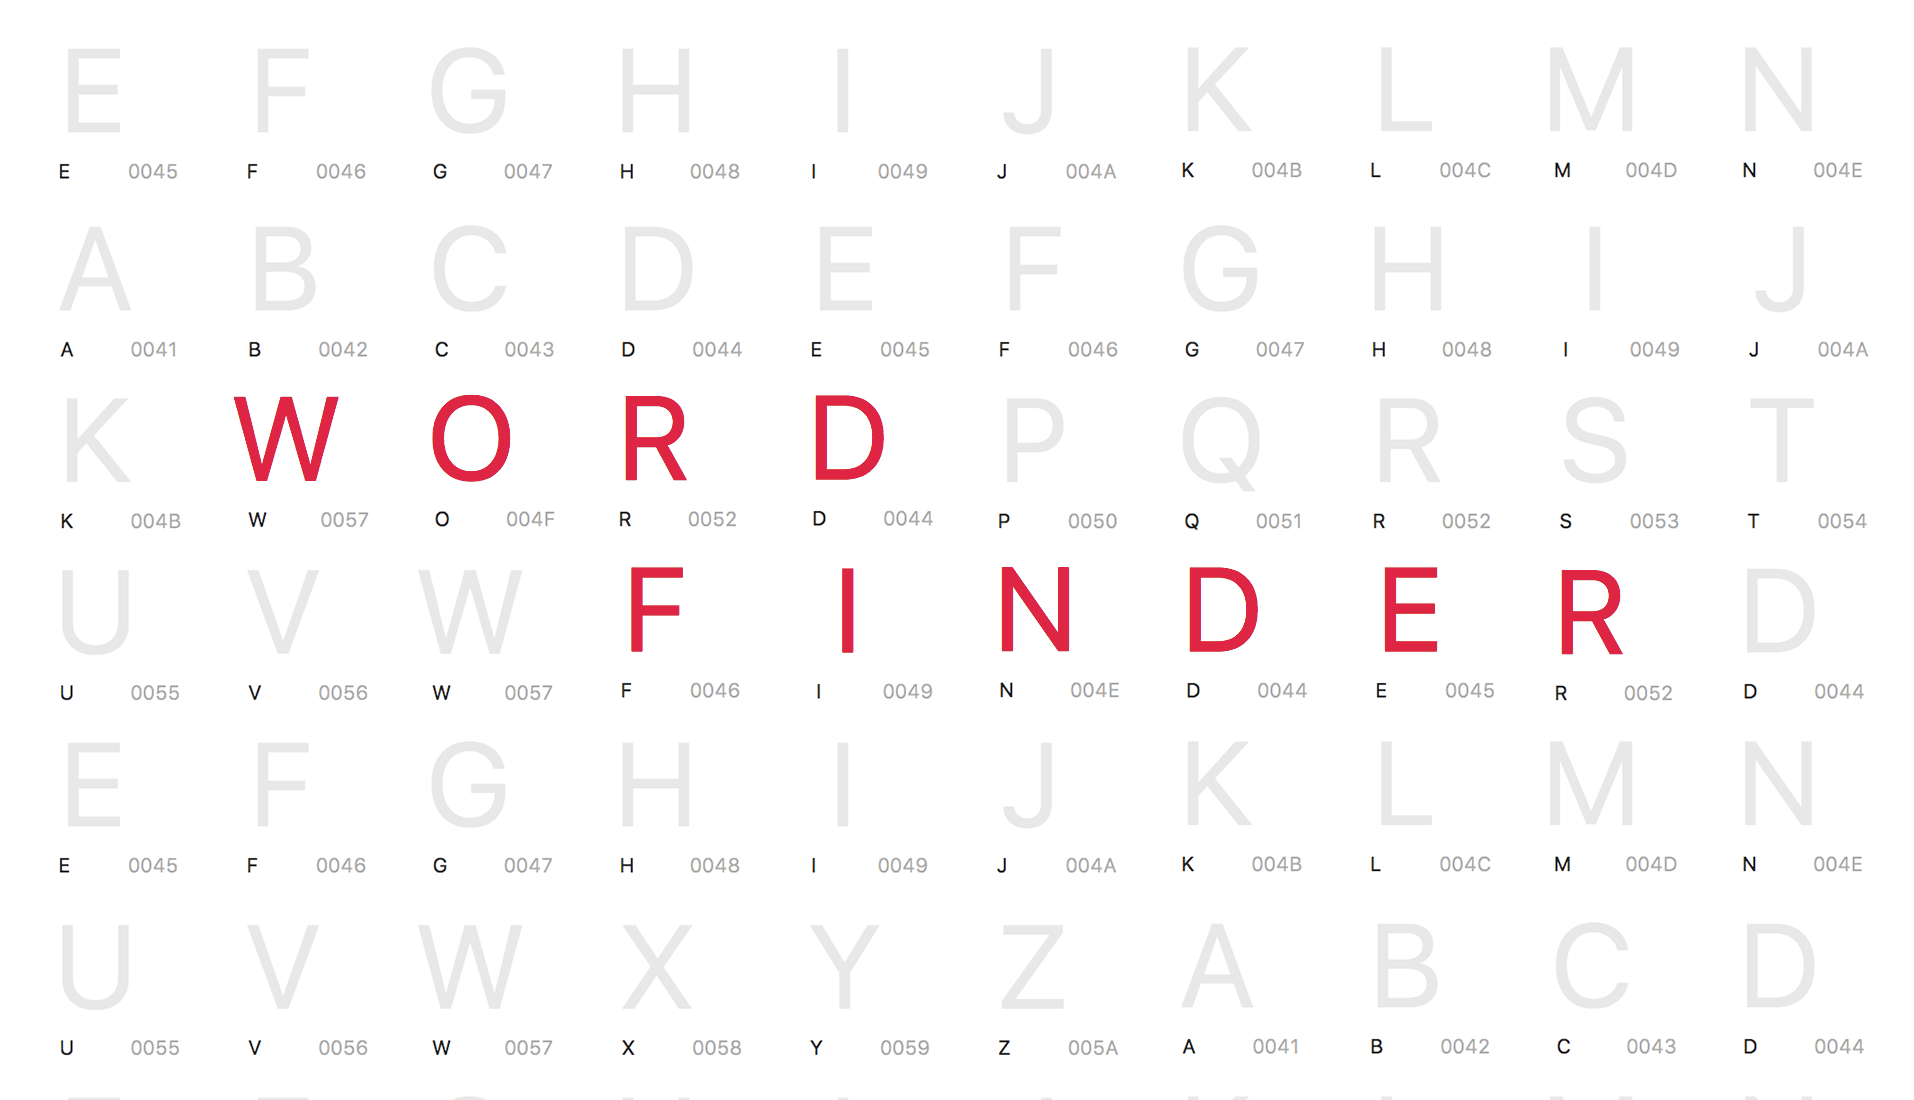 E F G H I J K L M N
E 0045 F 0046 G 0047 H 0048 I 0049 J 004A K 004B L 004C M 004D N 004E
A B C D E F G H I J
A 0041 B 0042 C 0043 D 0044 E 0045 F 0046 G 0047 H 0048 I 0049 J 004A
K W O R D P Q R S T
K 004B W 0057 O 004F R 0052 D 0044 P 0050 Q 0051 R 0052 S 0053 T 0054
U V W F I N D E R D
U 0055 V 0056 W 0057 F 0046 I 0049 N 004E D 0044 E 0045 R 0052 D 0044
E F G H I J K L M N
E 0045 F 0046 G 0047 H 0048 I 0049 J 004A K 004B L 004C M 004D N 004E
U V W X Y Z A B C D
U 0055 V 0056 W 0057 X 0058 Y 0059 Z 005A A 0041 B 0042 C 0043 D 0044